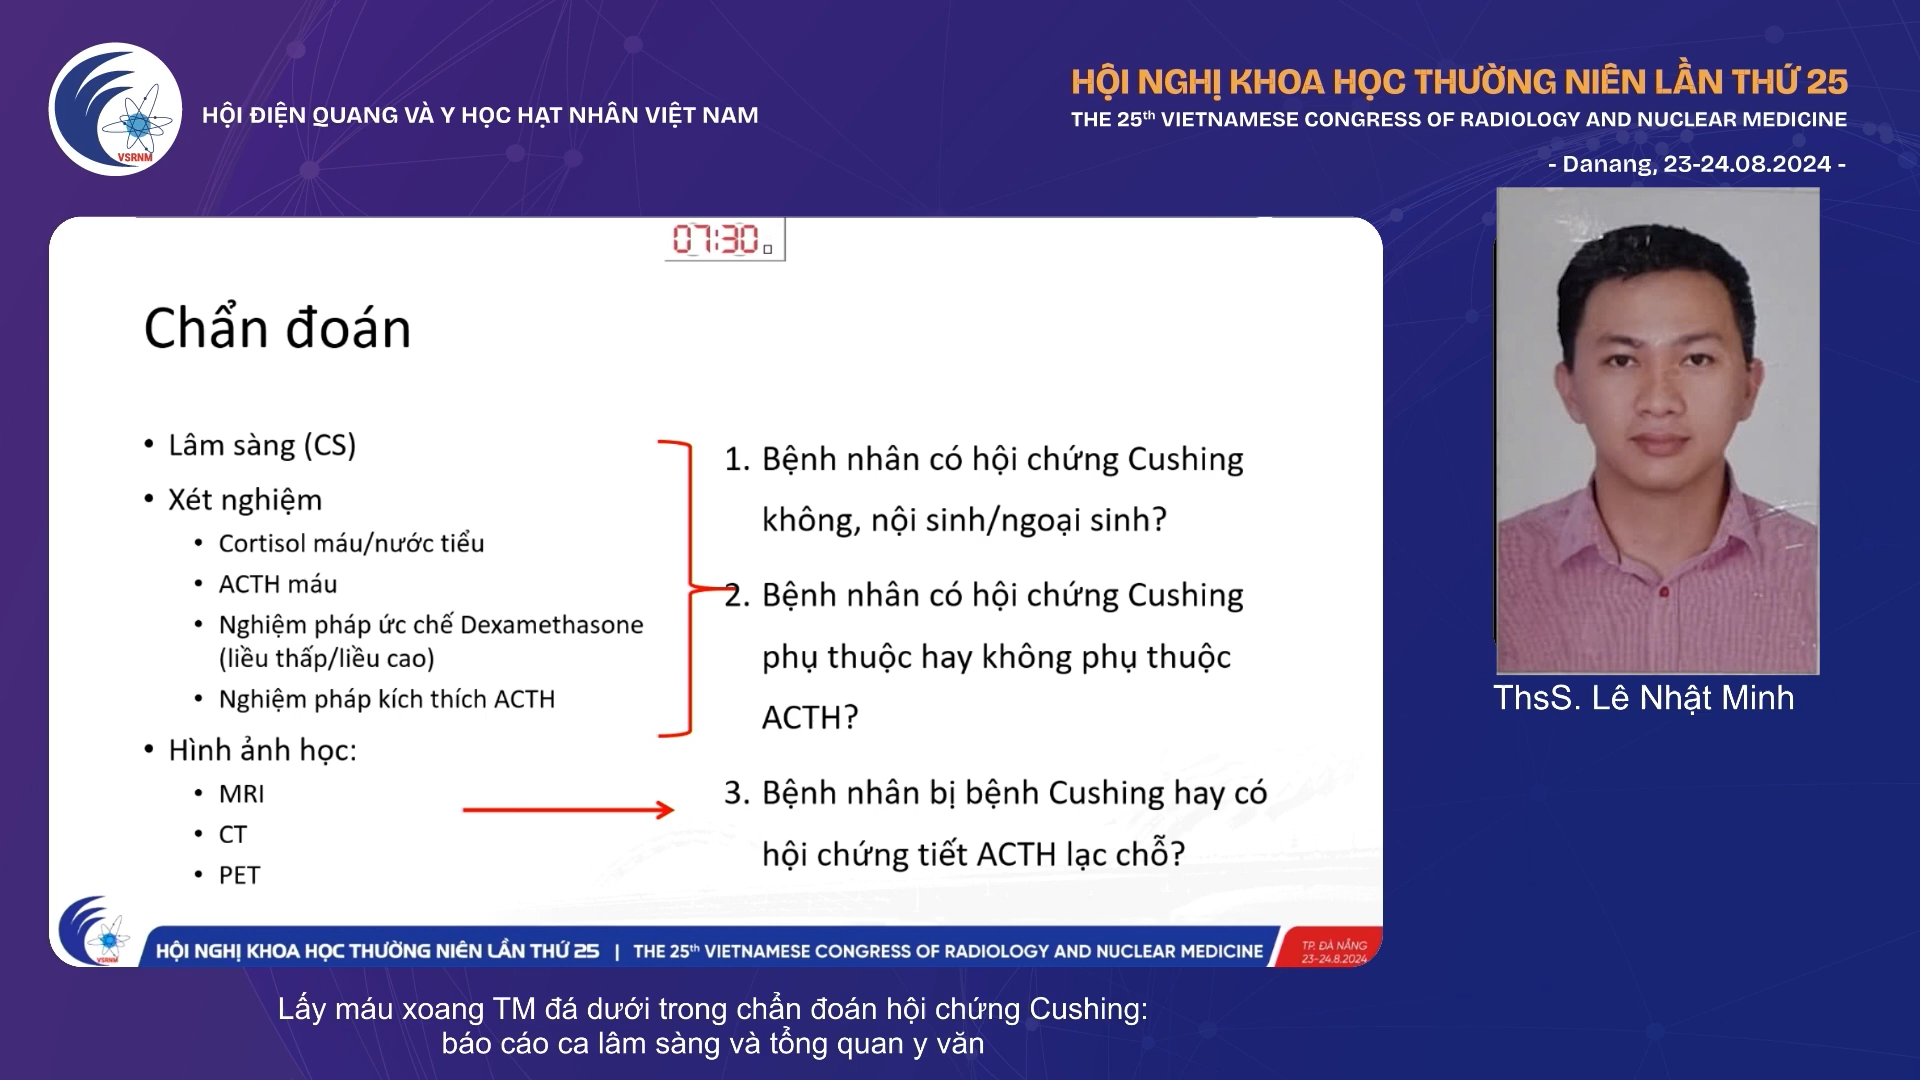 VSRNM
HỘI ĐIỆN QUANG VÀ Y HỌC HẠT NHÂN VIỆT NAM
HỘI NGHỊ KHOA HỌC THƯỜNG NIÊN LẦN THỨ 25
THE 25th VIETNAMESE CONGRESS OF RADIOLOGY AND NUCLEAR MEDICINE
- Danang, 23-24.08.2024 -
07:30
Chẩn đoán
• Lâm sàng (CS)
• Xét nghiệm
• Cortisol máu/nước tiểu
• ACTH máu
• Nghiệm pháp ức chế Dexamethasone
(liều thấp/liều cao)
• Nghiệm pháp kích thích ACTH
• Hình ảnh học:
• MRI
• CT
• PET
1. Bệnh nhân có hội chứng Cushing
không, nội sinh/ngoại sinh?
2. Bệnh nhân có hội chứng Cushing
phụ thuộc hay không phụ thuộc
ACTH?
3. Bệnh nhân bị bệnh Cushing hay có
hội chứng tiết ACTH lạc chỗ?
VSRNM
HỘI NGHỊ KHOA HỌC THƯỜNG NIÊN LẦN THỨ 25 | THE 25th VIETNAMESE CONGRESS OF RADIOLOGY AND NUCLEAR MEDICINE
TP. ĐÀ NẴNG
23-24.8.2024
ThsS. Lê Nhật Minh
Lấy máu xoang TM đá dưới trong chẩn đoán hội chứng Cushing:
báo cáo ca lâm sàng và tổng quan y văn